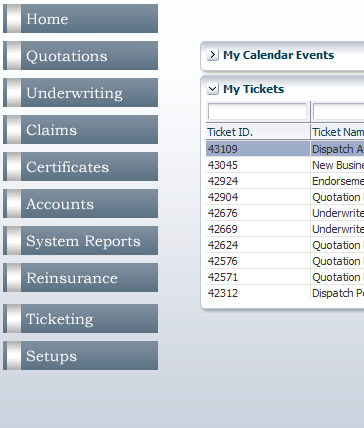 Home
Quotations
Underwriting
Claims
Certificates
Accounts
System Reports
Reinsurance
Ticketing
Setups
My Calendar Events
My Tickets
Ticket ID. Ticket Nam
43109 Dispatch A
43045 New Busine
42924 Endorseme
42904 Quotation
42676 Underwrite
42669 Underwrite
42624 Quotation
42576 Quotation
42571 Quotation
42312 Dispatch Po